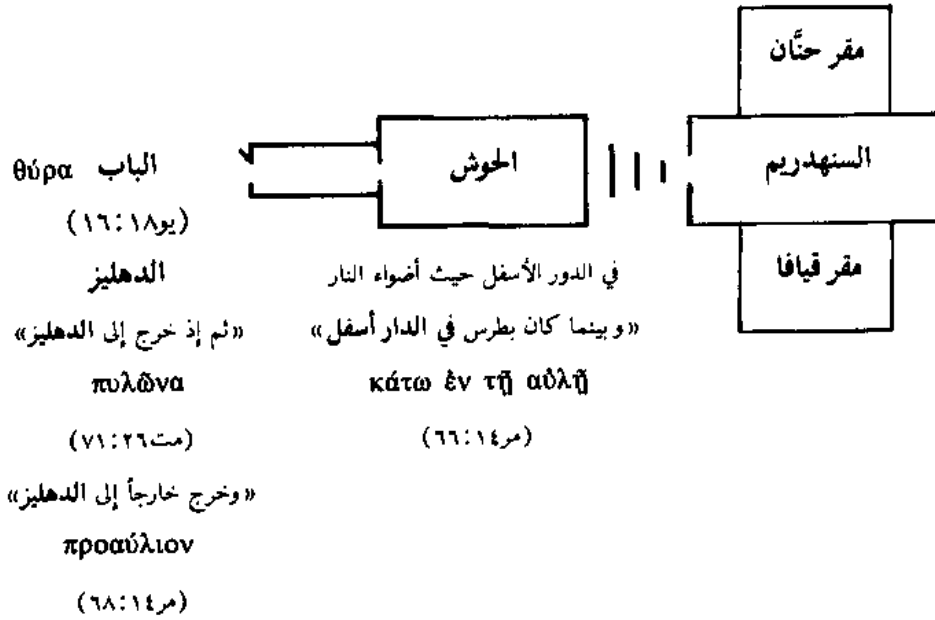 مقر حنَّان
السنهدريم
مقر قيافا
الحوش
في الدور الأسفل حيث أضواء النار
«وبينما كان بطرس في الدار أسفل»
κάτω ἐν τῇ αὐλῇ
(مر١٤:٦٦)
الباب θύρα
(يو١٨:١٦)
الدهليز
«ثم إذ خرج إلى الدهليز»
πυλῶνα
(مت٢٦:٧١)
«وخرج خارجاً إلى الدهليز»
προαύλιον
(مر١٤:٦٨)